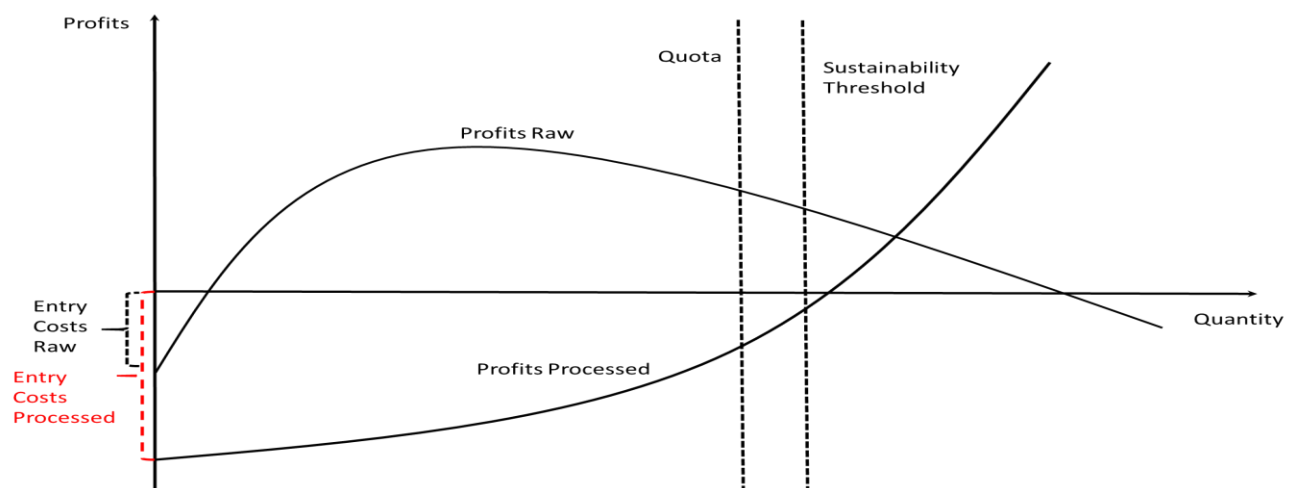 Profits
Quota
Sustainability
Threshold
Profits Raw
Entry
Costs
Raw
Quantity
Profits Processed
Entry
Costs
Processed